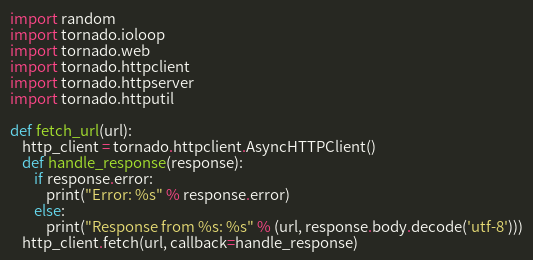 import random
import tornado.ioloop
import tornado.web
import tornado.httpclient
import tornado.httpserver
import tornado.httputil

def fetch_url(url):
    http_client = tornado.httpclient.AsyncHTTPClient()
    def handle_response(response):
        if response.error:
            print("Error: %s" % response.error)
        else:
            print("Response from %s: %s" % (url, response.body.decode('utf-8')))
    http_client.fetch(url, callback=handle_response)